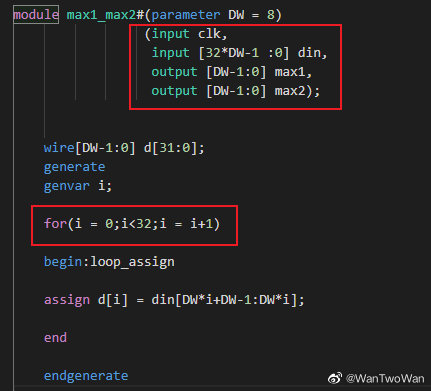 module max1_max2#(parameter DW = 8)
(input clk,
input [32*DW-1 :0] din,
output [DW-1:0] max1,
output [DW-1:0] max2);
wire[DW-1:0] d[31:0];
generate
genvar i;
for(i = 0;i<32;i = i+1)
begin:loop_assign
assign d[i] = din[DW*i+DW-1:DW*i];
end
endgenerate
@WanTwoWan